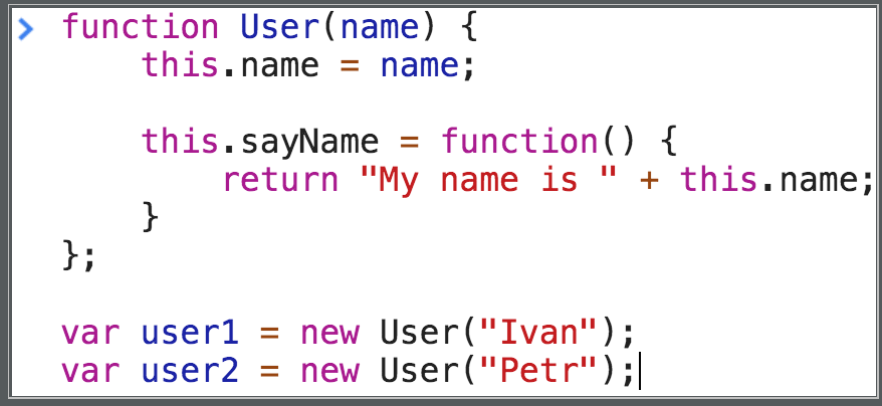 > function User(name) {
    this.name = name;

    this.sayName = function() {
        return "My name is " + this.name;
    }
};

var user1 = new User("Ivan");
var user2 = new User("Petr");